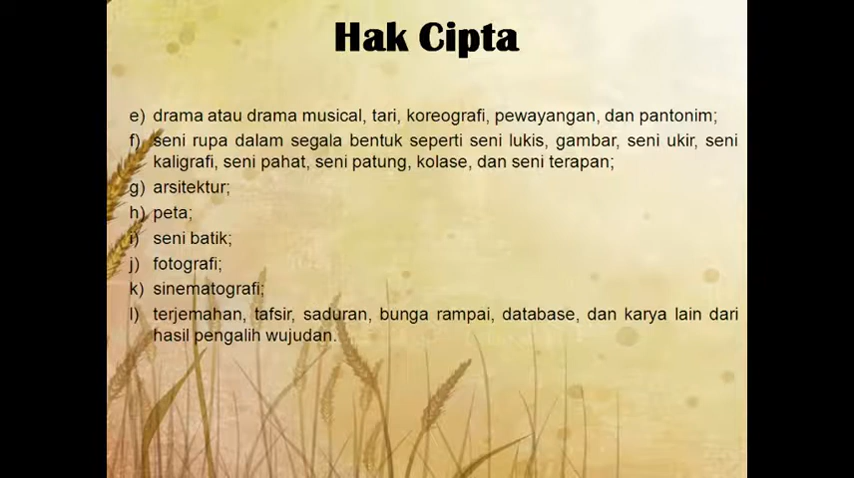 Hak Cipta
e) drama atau drama musical, tari, koreografi, pewayangan, dan pantonim;
f) seni rupa dalam segala bentuk seperti seni lukis, gambar, seni ukir, seni
kaligrafi, seni pahat, seni patung, kolase, dan seni terapan;
g) arsitektur;
h) peta;
i) seni batik;
j) fotografi;
k) sinematografi;
l) terjemahan, tafsir, saduran, bunga rampai, database, dan karya lain dari
hasil pengalih wujudan.